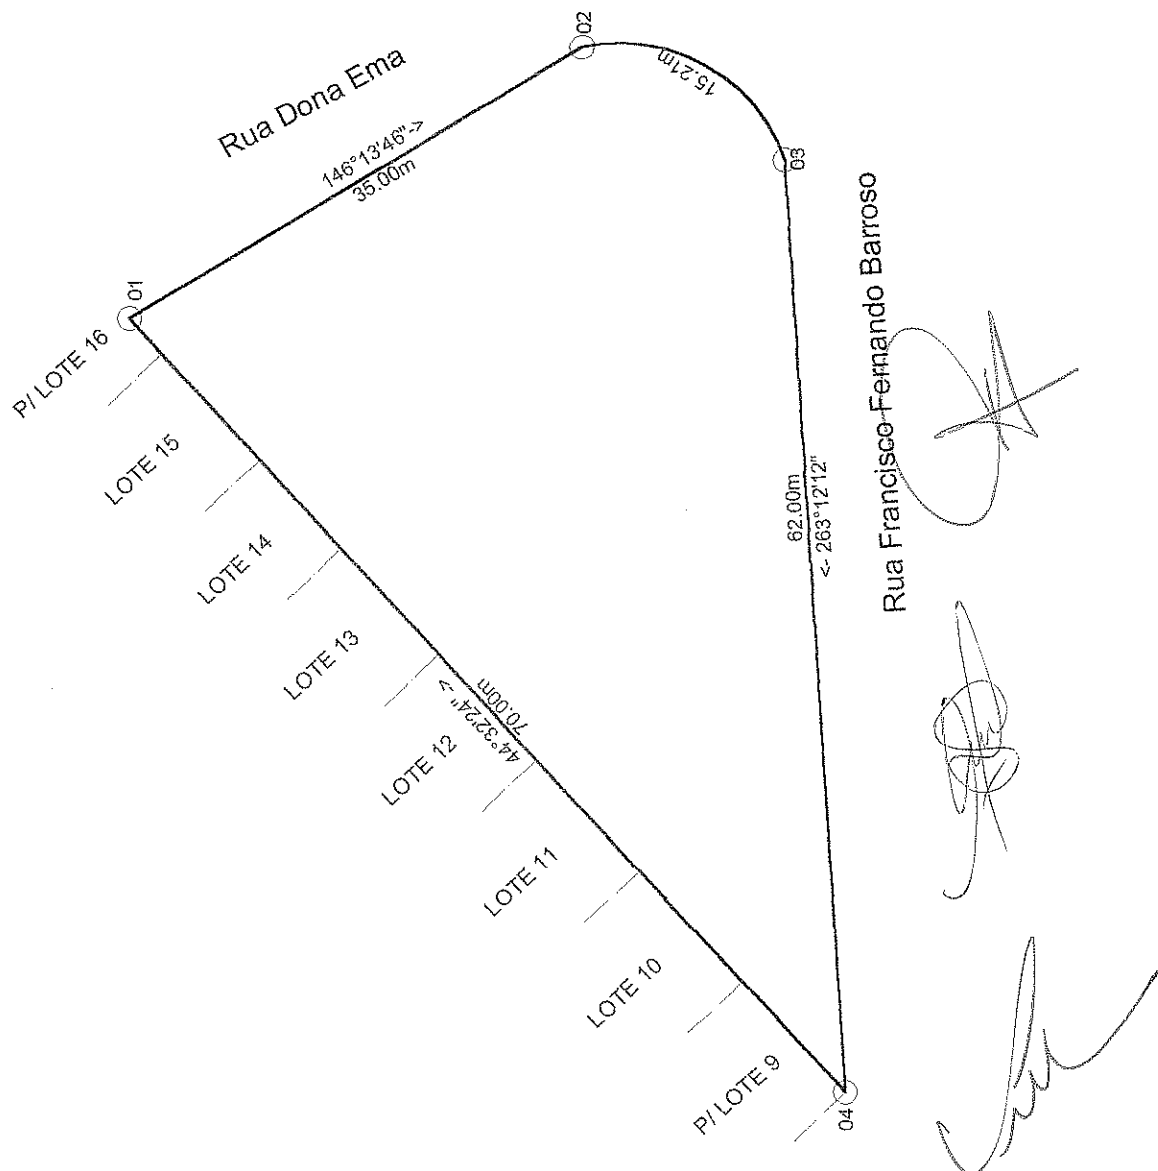 02
Rua Dona Ema
15.21m
146°13'46"->
35.00m
03
01
P/ LOTE 16
LOTE 15
LOTE 14
LOTE 13
44°32'24" ->
70.00m
LOTE 12
LOTE 11
LOTE 10
P/ LOTE 9
04
62.00m
<- 263°12'12"
Rua Francisco Fernando Barroso